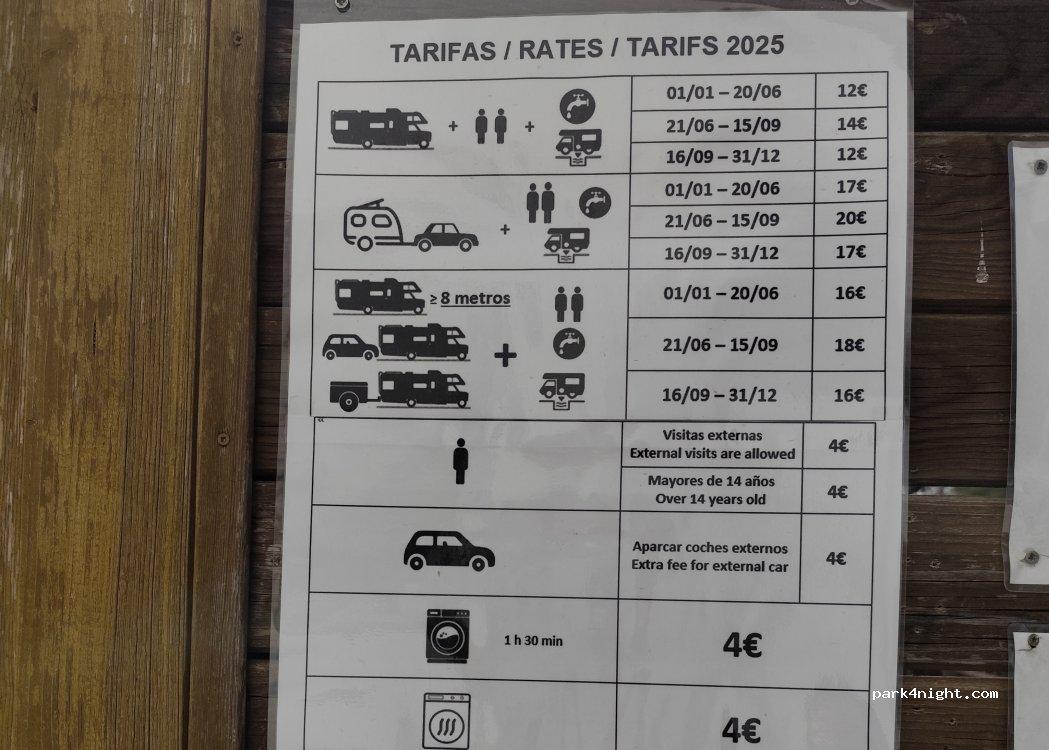 TARIFAS / RATES / TARIFS 2025
01/01 – 20/06 12€
21/06 – 15/09 14€
16/09 – 31/12 12€
01/01 – 20/06 17€
21/06 – 15/09 20€
16/09 – 31/12 17€
≥ 8 metros
01/01 – 20/06 16€
21/06 – 15/09 18€
16/09 – 31/12 16€
Visitas externas
External visits are allowed
4€
Mayores de 14 años
Over 14 years old
4€
Aparcar coches externos
Extra fee for external car
4€
1 h 30 min 4€
4€
park4night.com